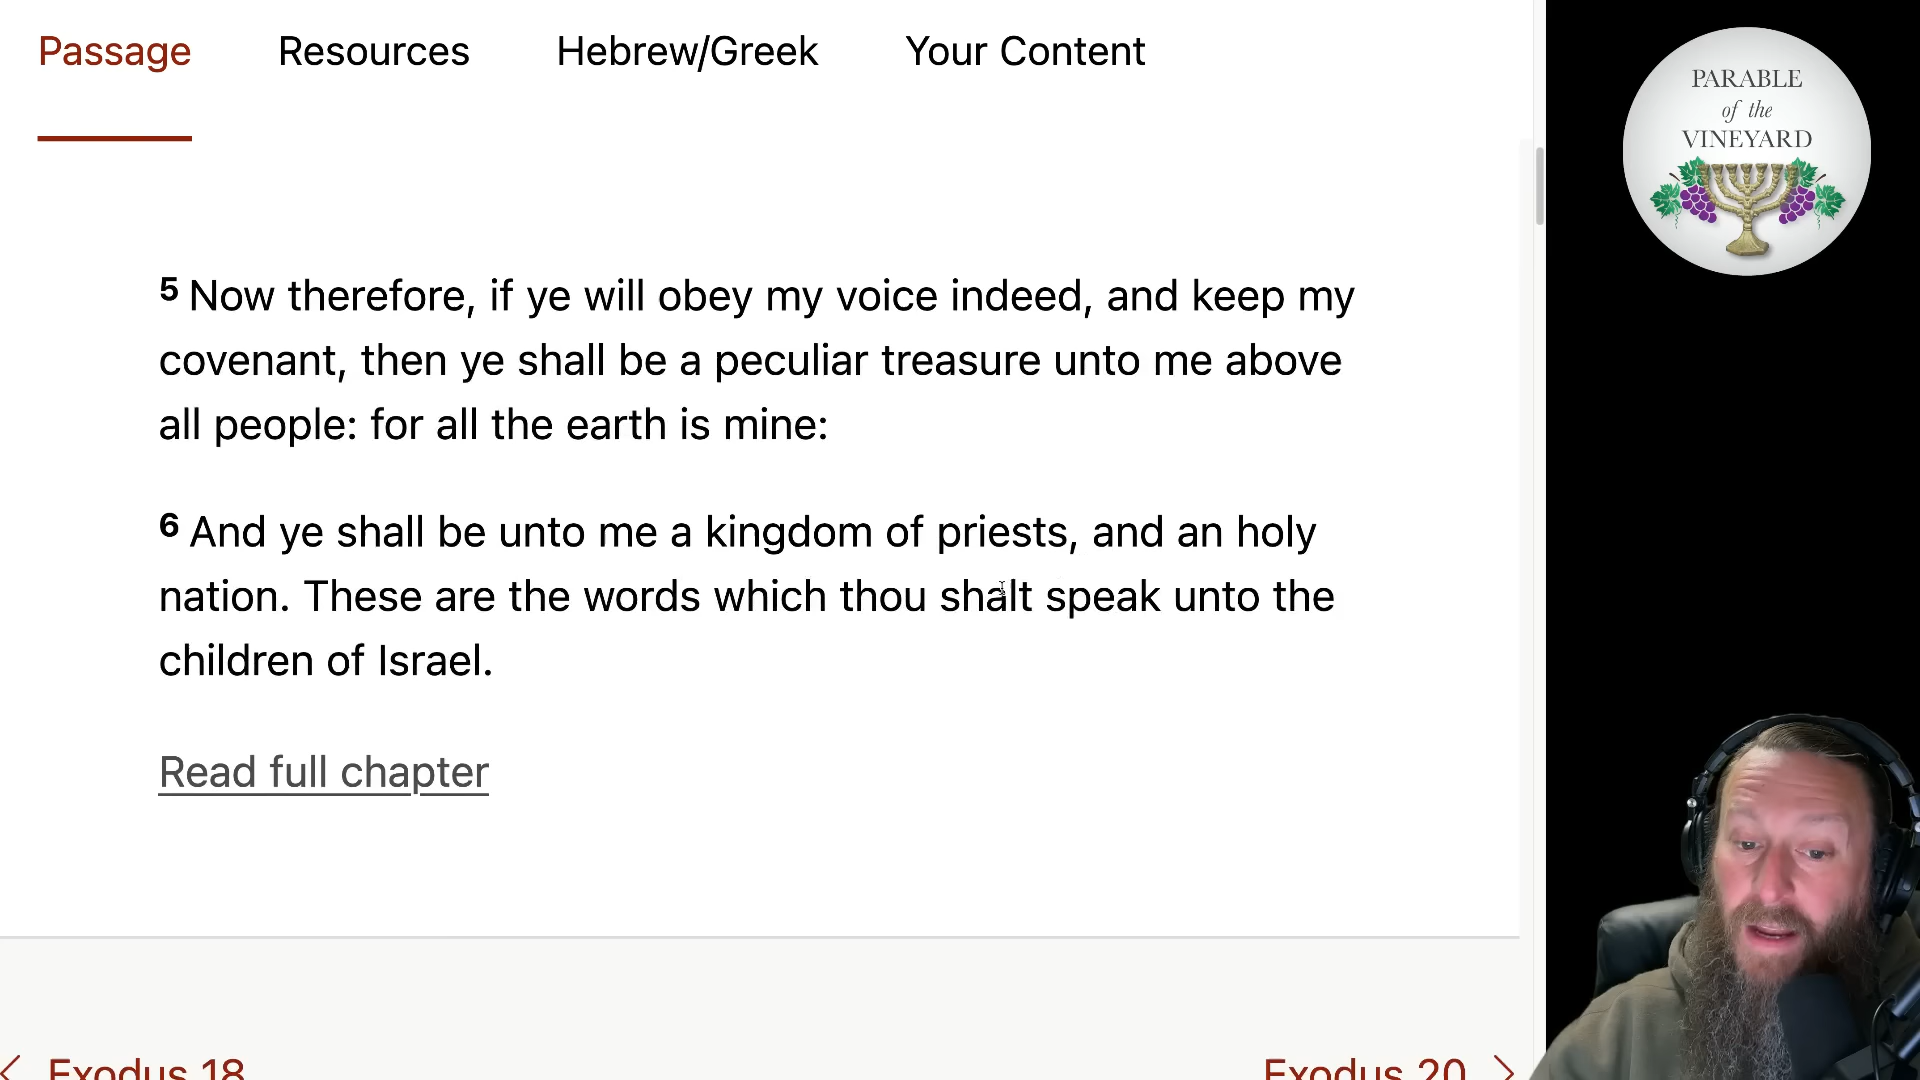 Passage Resources Hebrew/Greek Your Content
PARABLE
of the
VINEYARD
5 Now therefore, if ye will obey my voice indeed, and keep my
covenant, then ye shall be a peculiar treasure unto me above
all people: for all the earth is mine:
6 And ye shall be unto me a kingdom of priests, and an holy
nation. These are the words which thou shalt speak unto the
children of Israel.
Read full chapter
< Exodus 18 Exodus 20 >